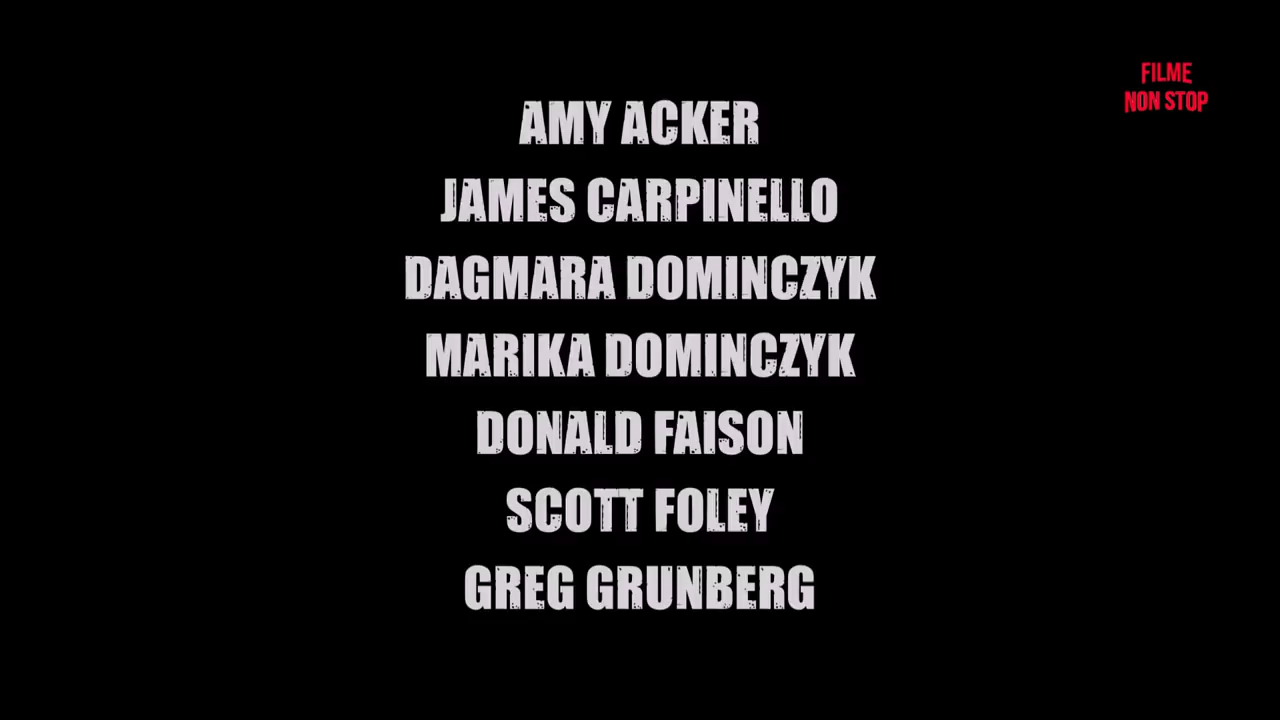 FILME
NON STOP
AMY ACKER
JAMES CARPINELLO
DAGMARA DOMINCZYK
MARIKA DOMINCZYK
DONALD FAISON
SCOTT FOLEY
GREG GRUNBERG